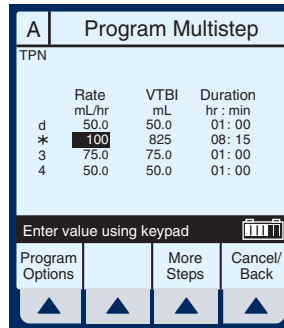 A Program Multistep
TPN
Rate VTBI Duration
mL/hr mL hr : min
d 50.0 50.0 01: 00
* 100 825 08: 15
3 75.0 75.0 01: 00
4 50.0 50.0 01: 00
Enter value using keypad
Program Options More Steps Cancel/ Back